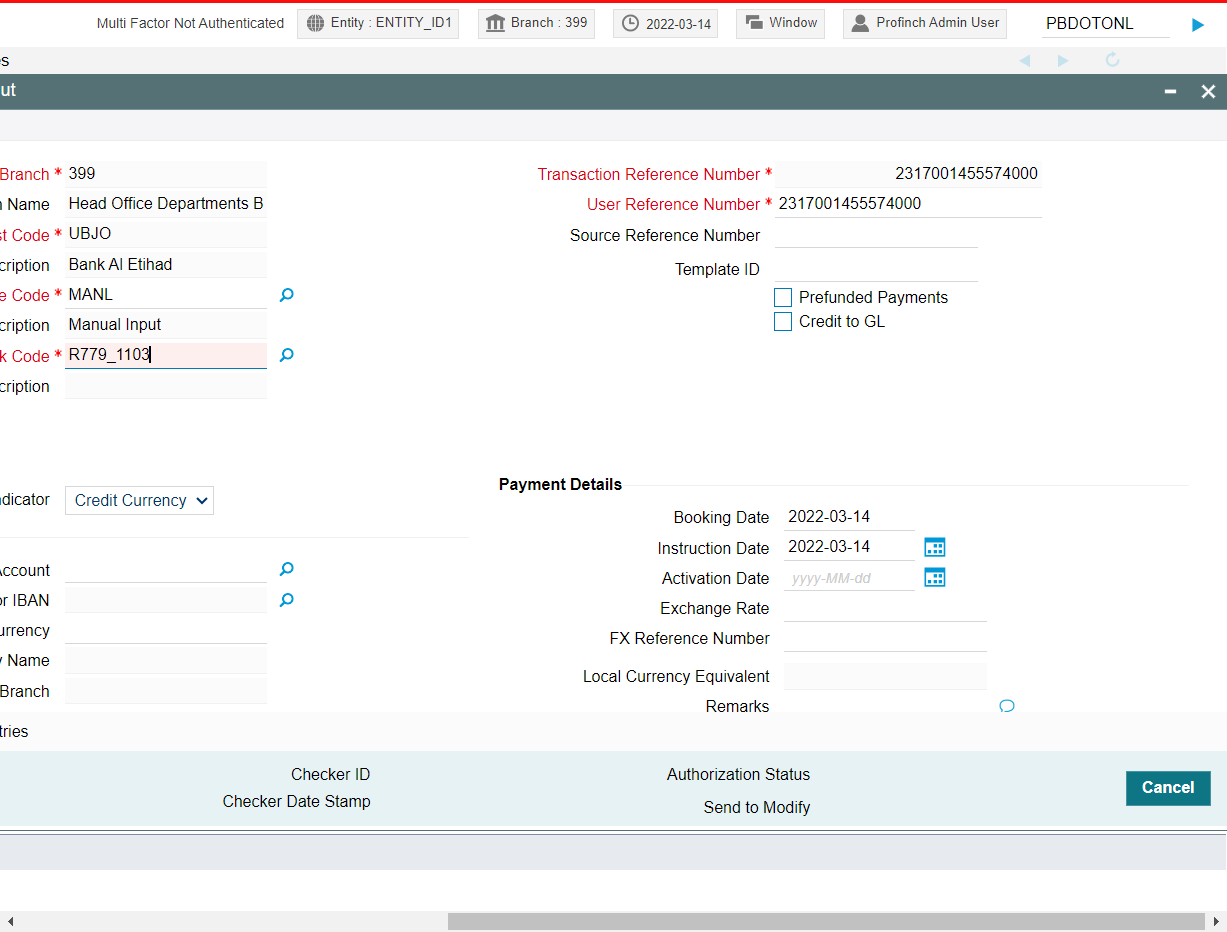 Multi Factor Not Authenticated Entity : ENTITY_ID1 Branch : 399 2022-03-14 Window Profinch Admin User PBDOTONL
s
ut
Branch * 399
Name Head Office Departments B
st Code * UBJO
cription Bank Al Etihad
e Code * MANL
cription Manual Input
k Code * R779_1103
cription
Transaction Reference Number * 2317001455574000
User Reference Number * 2317001455574000
Source Reference Number
Template ID
Prefunded Payments
Credit to GL
dicator Credit Currency
Account
or IBAN
urrency
y Name
Branch
Payment Details
Booking Date 2022-03-14
Instruction Date 2022-03-14
Activation Date yyyy-MM-dd
Exchange Rate
FX Reference Number
Local Currency Equivalent
Remarks
tries
Checker ID
Checker Date Stamp
Authorization Status
Send to Modify
Cancel